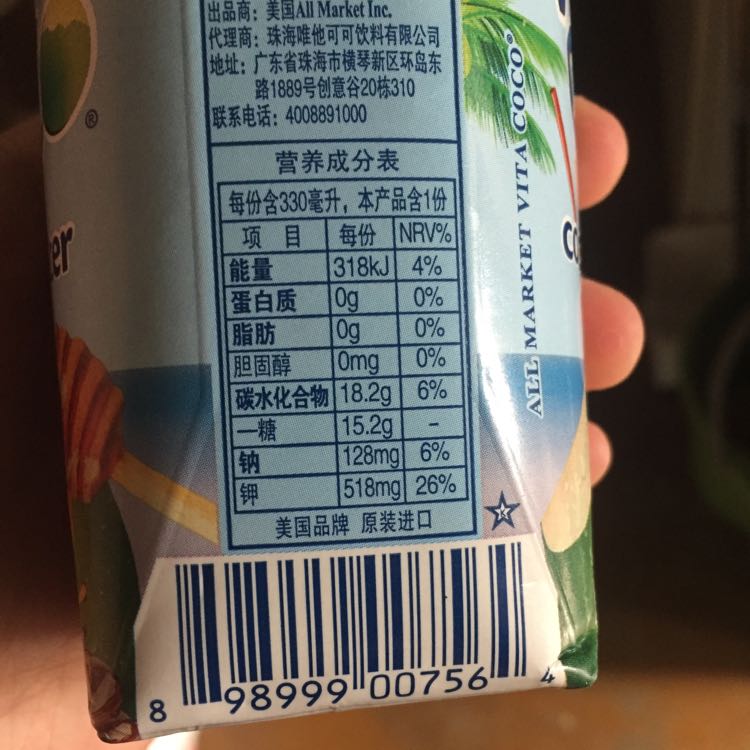 出品商：美国All Market Inc.
代理商：珠海唯他可可饮料有限公司
地址：广东省珠海市横琴新区环岛东
路1889号创意谷20栋310
联系电话：4008891000
营养成分表
每份含330毫升，本产品含1份
项 目 每份 NRV%
能量 318kJ 4%
蛋白质 0g 0%
脂肪 0g 0%
胆固醇 0mg 0%
碳水化合物 18.2g 6%
—糖 15.2g -
钠 128mg 6%
钾 518mg 26%
美国品牌 原装进口
K
ALL MARKET VITA COCO®
®
er
co
8 98999 00756 4